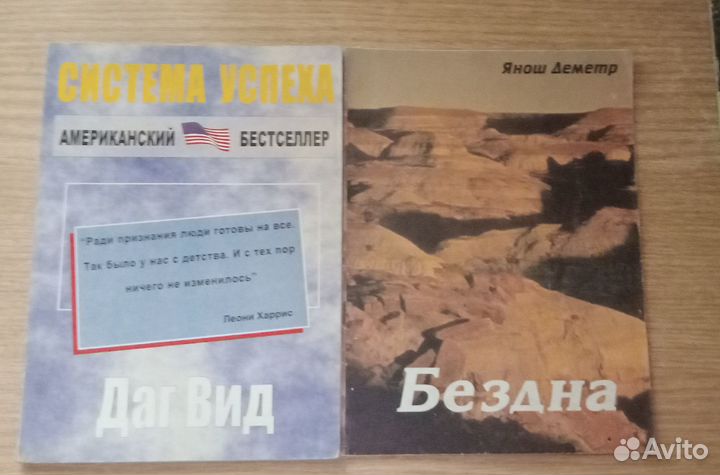 СИСТЕМА УСПЕХА
АМЕРИКАНСКИЙ БЕСТСЕЛЛЕР
"Ради признания люди готовы на все.
Так было у нас с детства. И с тех пор
ничего не изменилось"
Леони Харрис
Даг Вид
Янош Деметр
Бездна
Avito